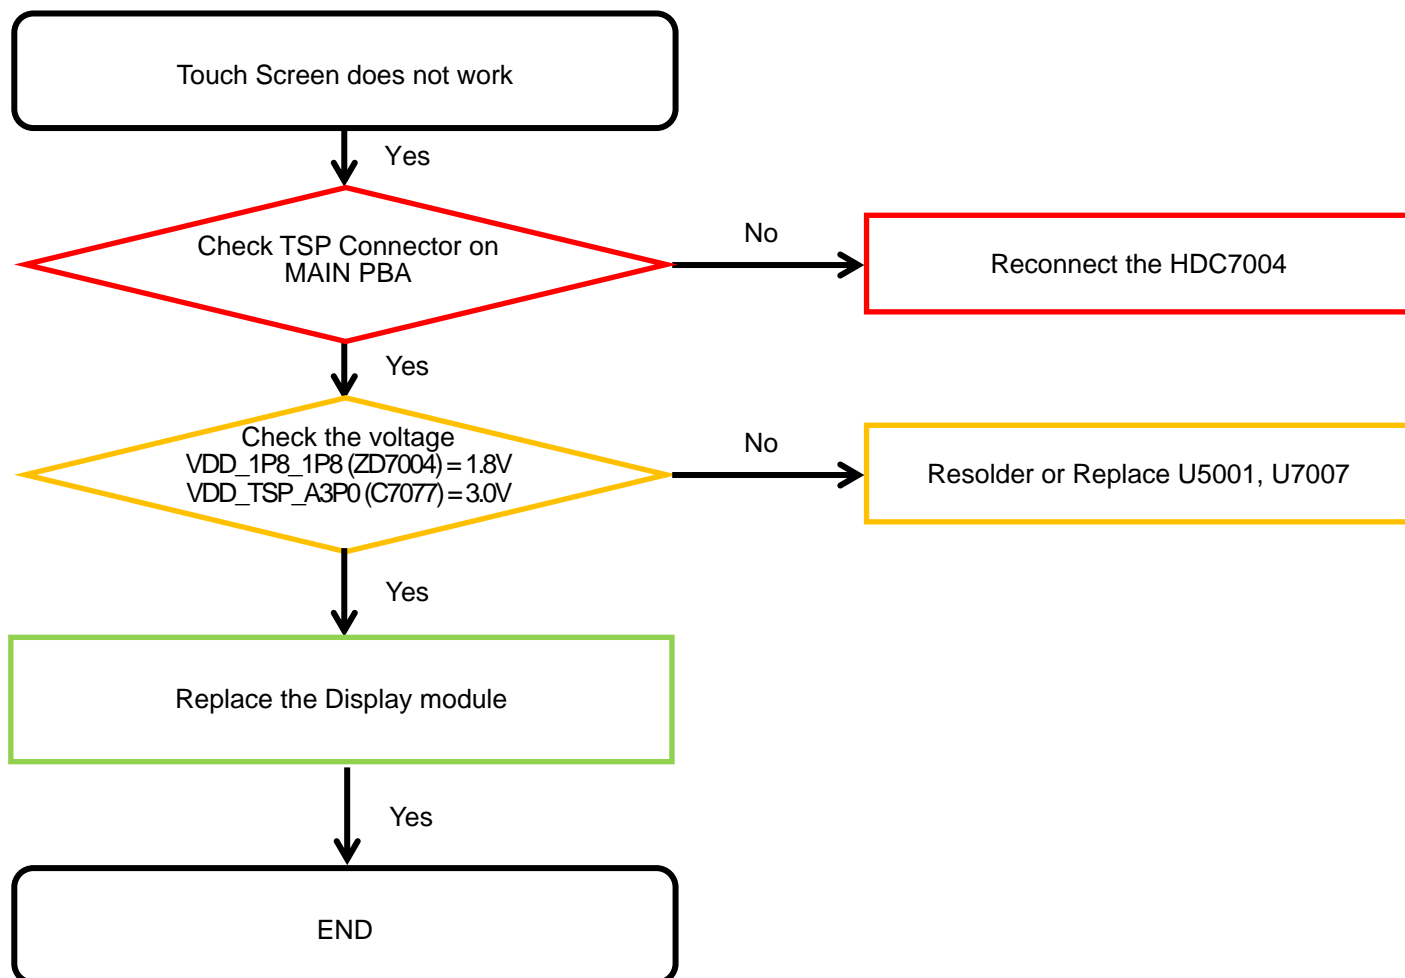 Touch Screen does not work
Yes
Check TSP Connector on
MAIN PBA
No
Reconnect the HDC7004
Yes
Check the voltage
VDD_1P8_1P8 (ZD7004) = 1.8V
VDD_TSP_A3P0 (C7077) = 3.0V
No
Resolder or Replace U5001, U7007
Yes
Replace the Display module
Yes
END